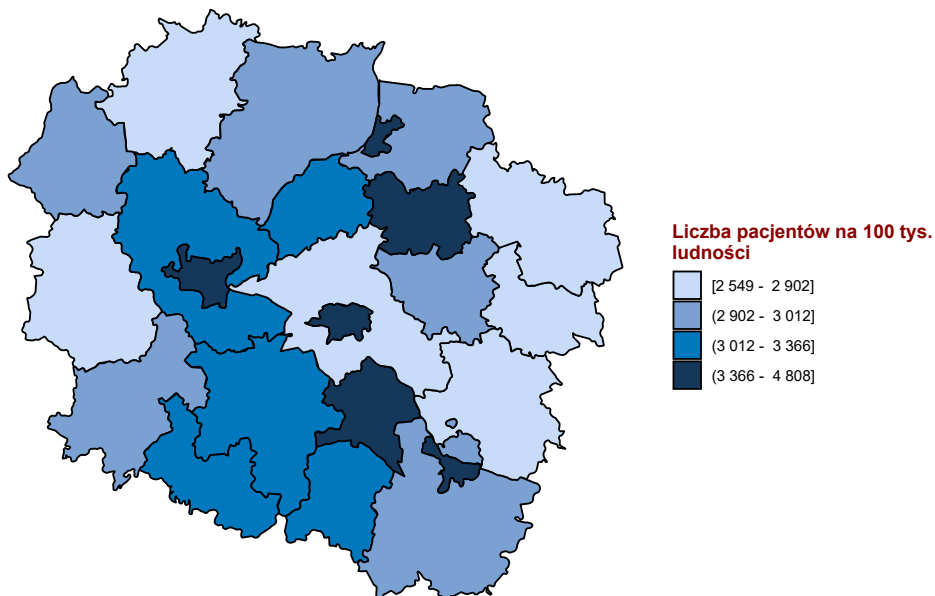 Liczba pacjentów na 100 tys.
ludności
[2 549 - 2 902]
(2 902 - 3 012]
(3 012 - 3 366]
(3 366 - 4 808]